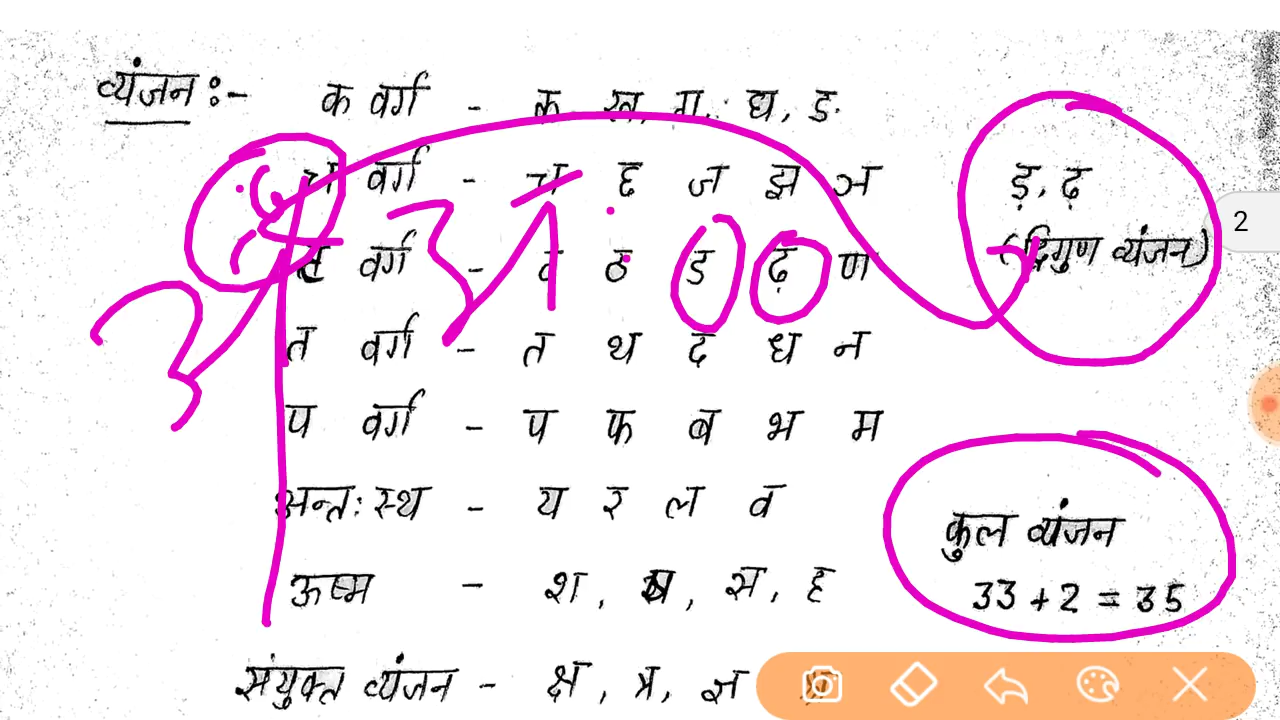 व्यंजन :- क वर्ग - क ख, ग, घ, ङ
च वर्ग - च छ ज झ ञ ड़, ढ़
ट वर्ग - ट ठ ड ढ़ ण (द्विगुण व्यंजन)
2
त वर्ग - त थ द ध न
प वर्ग - प फ ब भ म
अन्तः स्थ - य र ल व
कुल व्यंजन
ऊष्म - श, ष, स, ह
33 + 2 = 35
संयुक्त व्यंजन - क्ष, त्र, ज्ञ